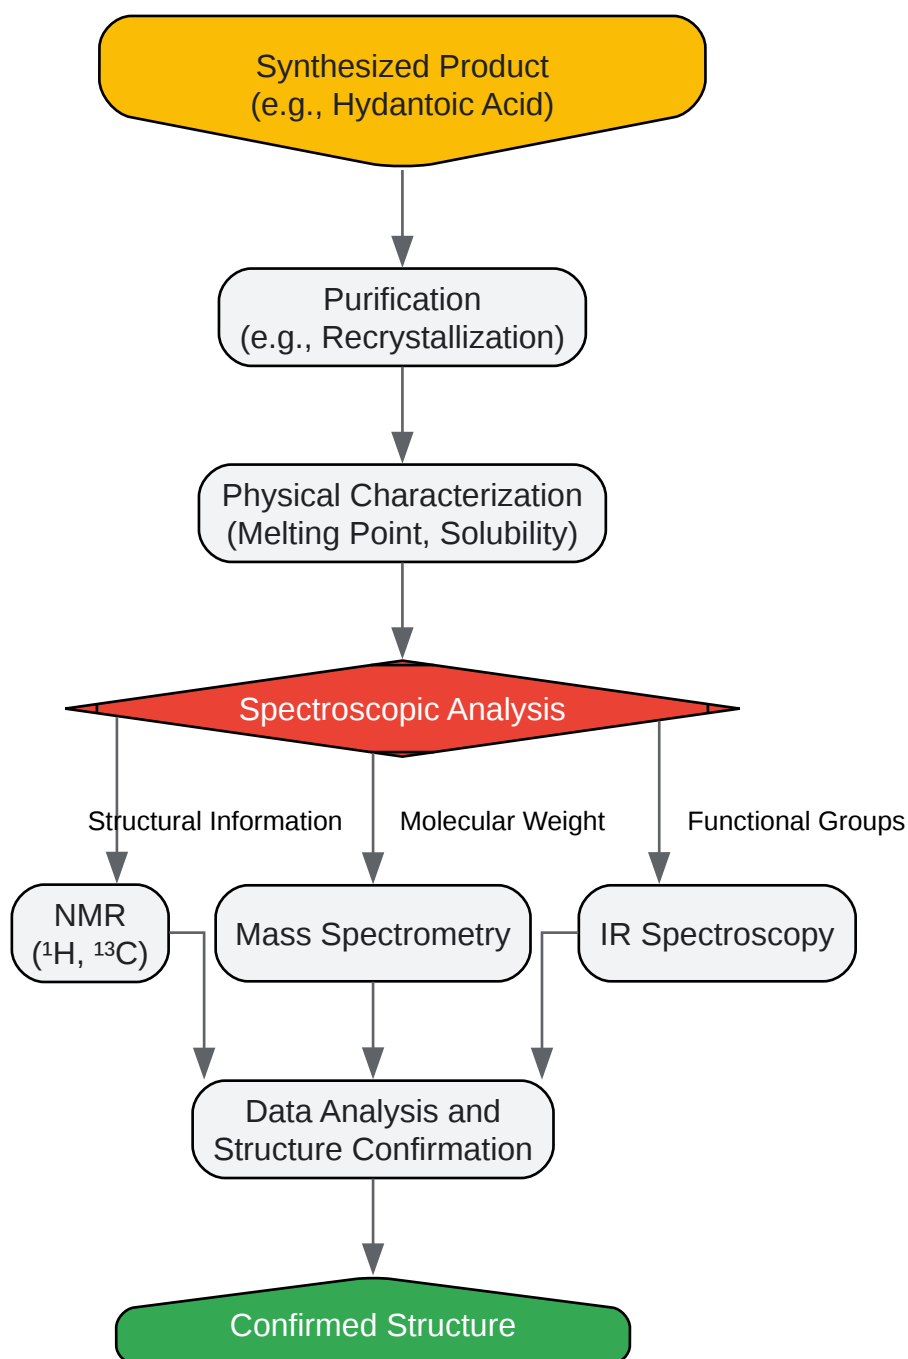 Synthesized Product
(e.g., Hydantoic Acid)
Purification
(e.g., Recrystallization)
Physical Characterization
(Melting Point, Solubility)
Spectroscopic Analysis
Structural Information
Molecular Weight
Functional Groups
NMR
(¹H, ¹³C)
Mass Spectrometry
IR Spectroscopy
Data Analysis and
Structure Confirmation
Confirmed Structure